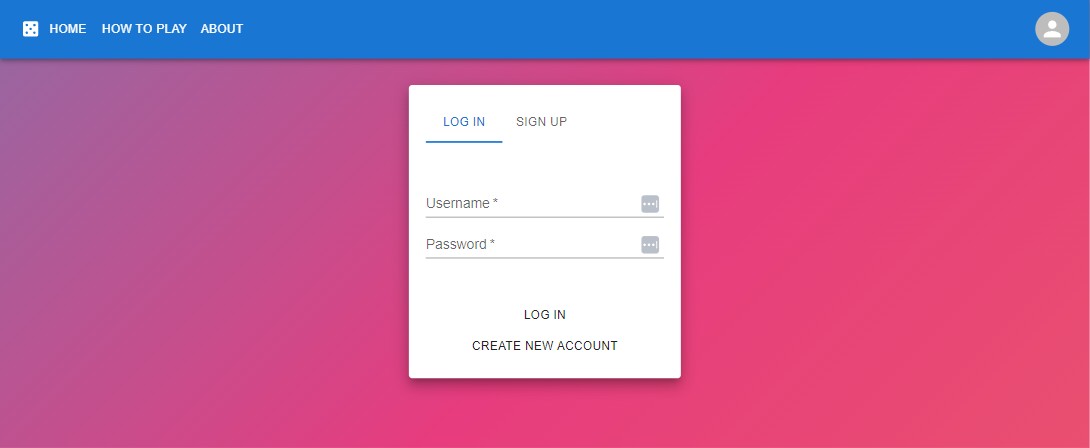 HOME HOW TO PLAY ABOUT
LOG IN SIGN UP
Username *
Password *
LOG IN
CREATE NEW ACCOUNT